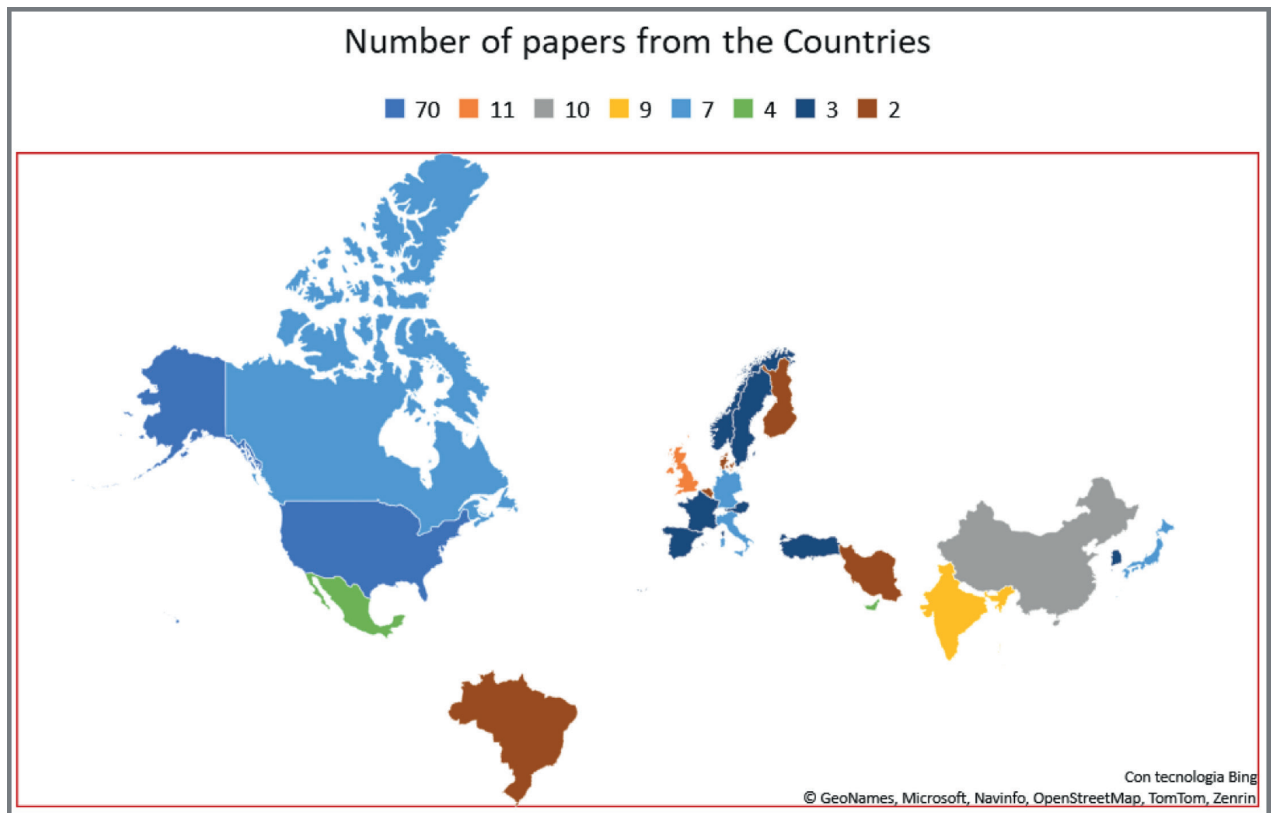 Number of papers from the Countries
70 11 10 9 7 4 3 2
Con tecnologia Bing
© GeoNames, Microsoft, Navinfo, OpenStreetMap, TomTom, Zenrin